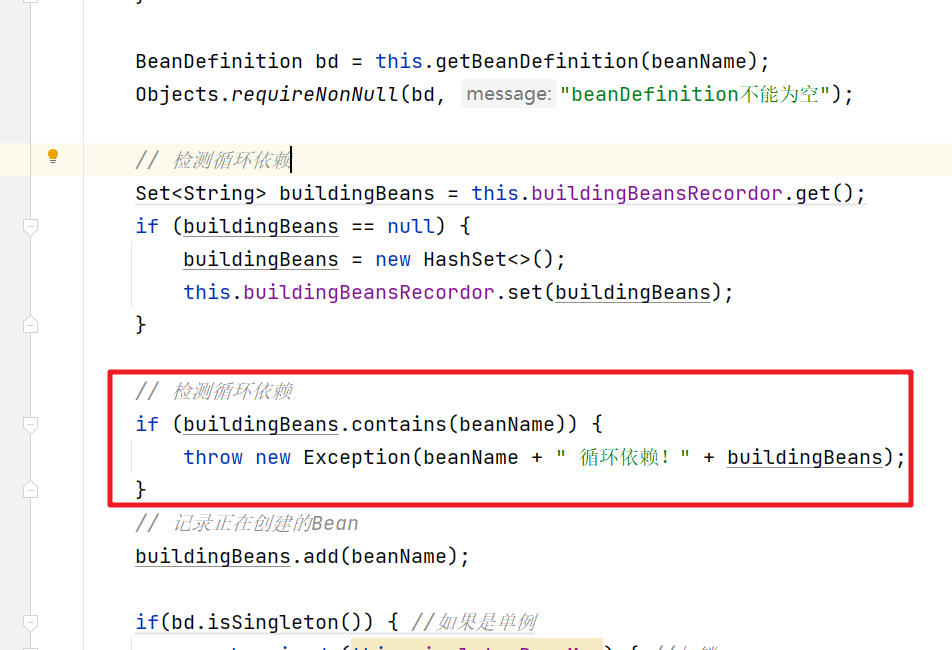 BeanDefinition bd = this.getBeanDefinition(beanName);
Objects.requireNonNull(bd, message: "beanDefinition不能为空");
// 检测循环依赖
Set<String> buildingBeans = this.buildingBeansRecordor.get();
if (buildingBeans == null) {
buildingBeans = new HashSet<>();
this.buildingBeansRecordor.set(buildingBeans);
}
// 检测循环依赖
if (buildingBeans.contains(beanName)) {
throw new Exception(beanName + " 循环依赖！" + buildingBeans);
}
// 记录正在创建的Bean
buildingBeans.add(beanName);
if(bd.isSingleton()) { //如果是单例